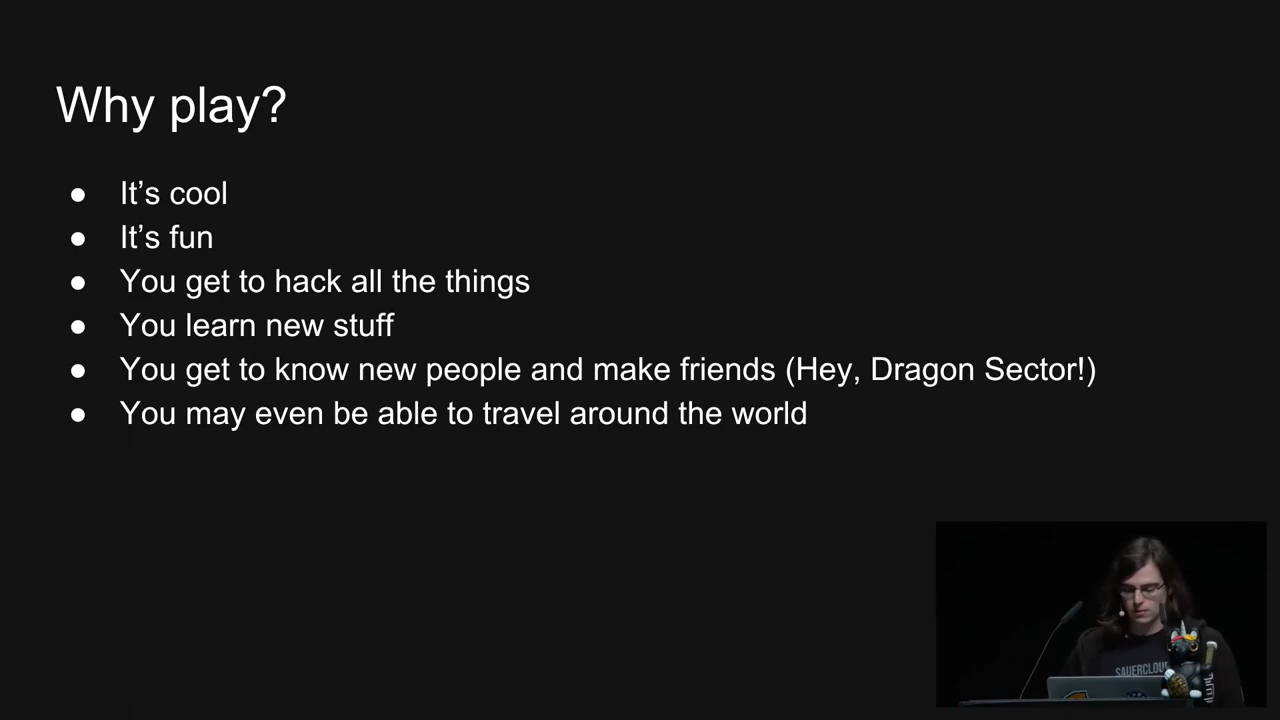 Why play?
● It’s cool
● It’s fun
● You get to hack all the things
● You learn new stuff
● You get to know new people and make friends (Hey, Dragon Sector!)
● You may even be able to travel around the world
SAUERCLOUD